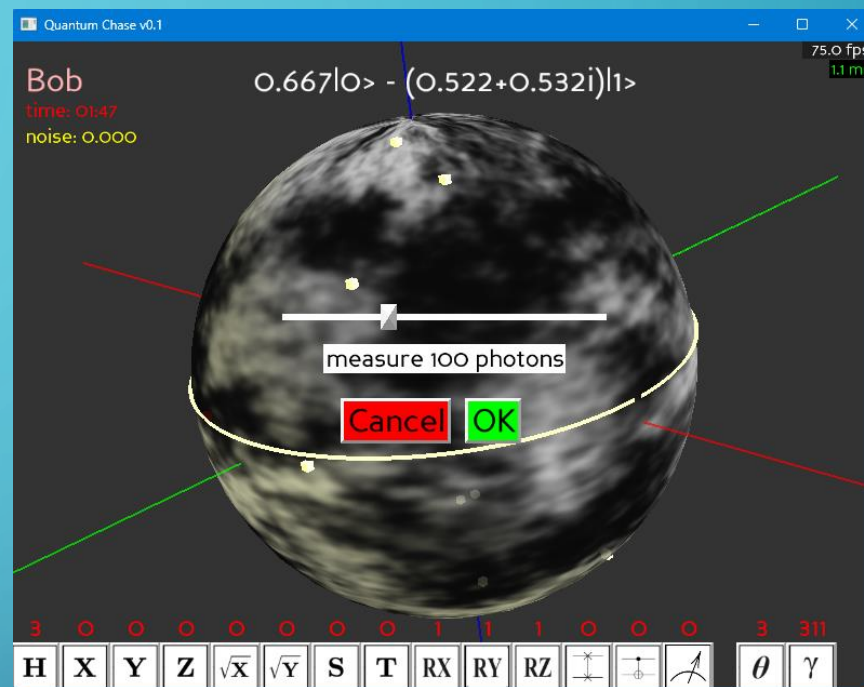 Quantum Chase v0.1
75.0 fps
Bob
0.667|0> - (0.522+0.532i)|1>
time: 01:47
noise: 0.000
measure 100 photons
Cancel OK
3 0 0 0 0 0 0 0 1 1 1 0 0 0 3 311
H X Y Z √X √Y S T RX RY RZ θ γ